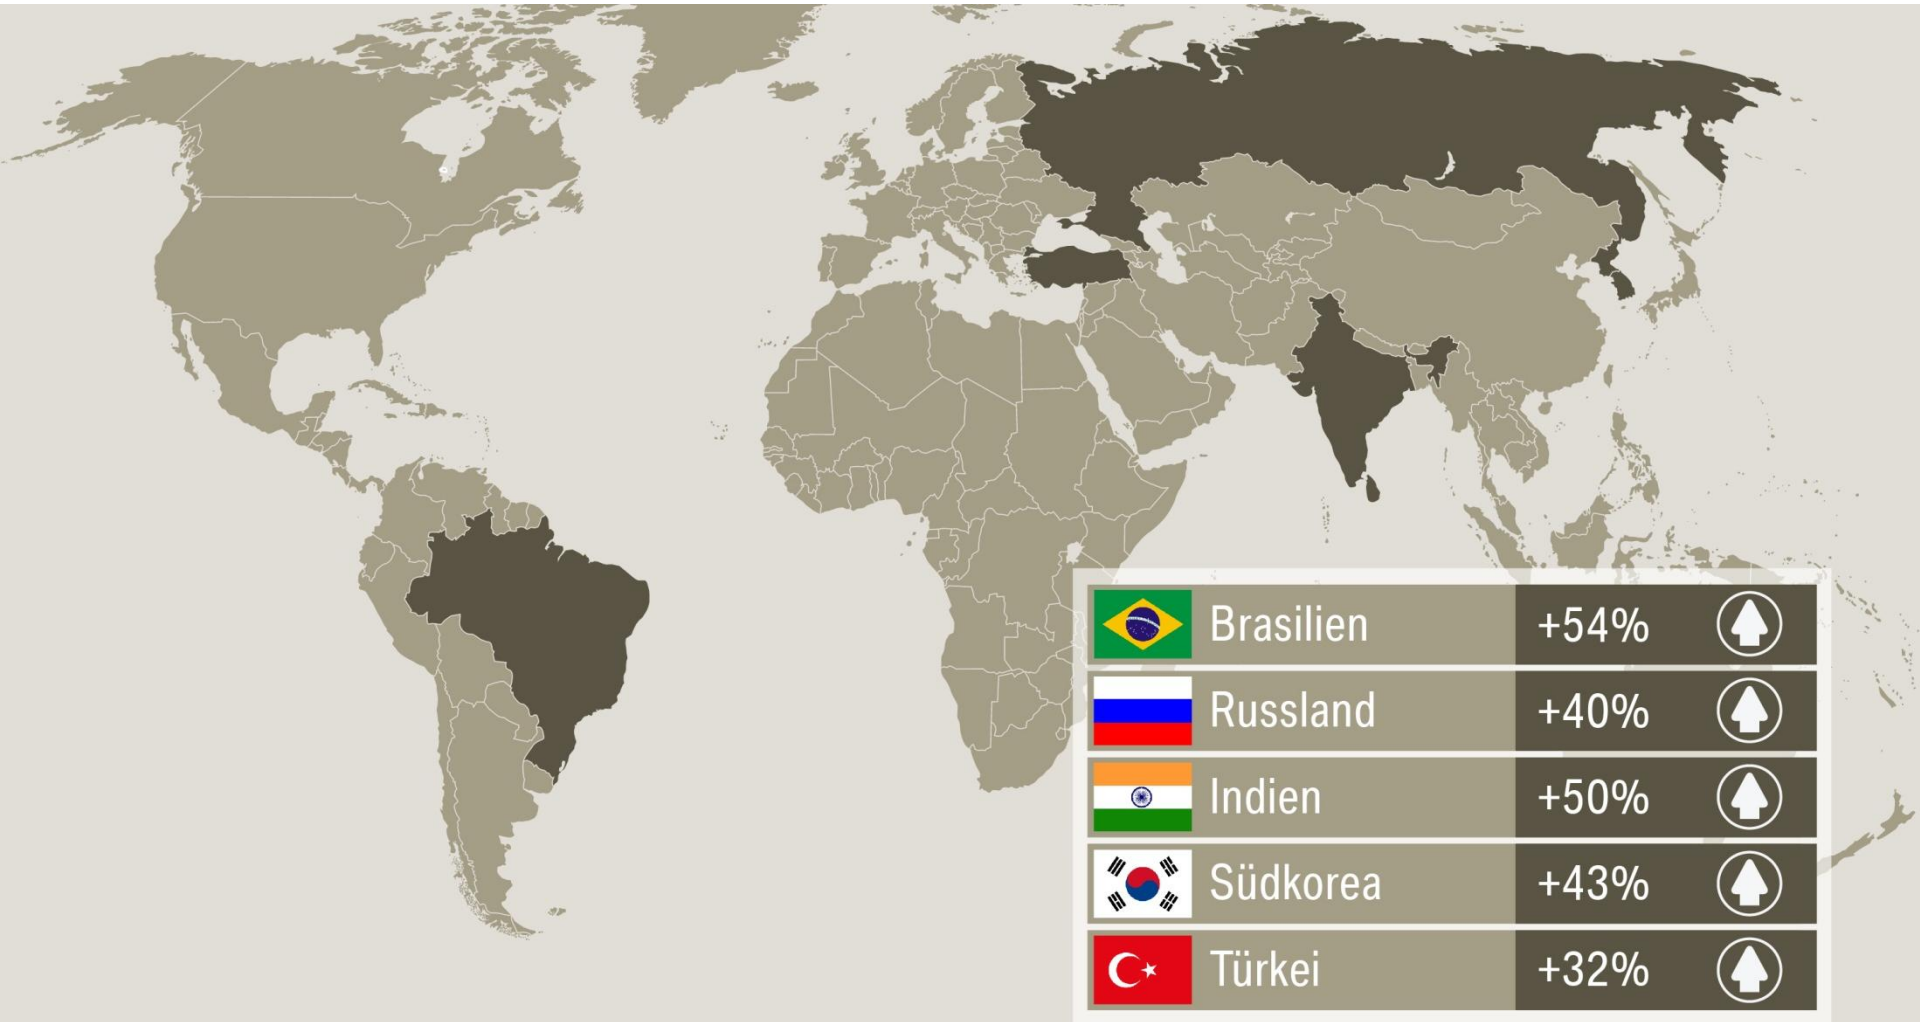 Brasilien +54%
Russland +40%
Indien +50%
Südkorea +43%
Türkei +32%